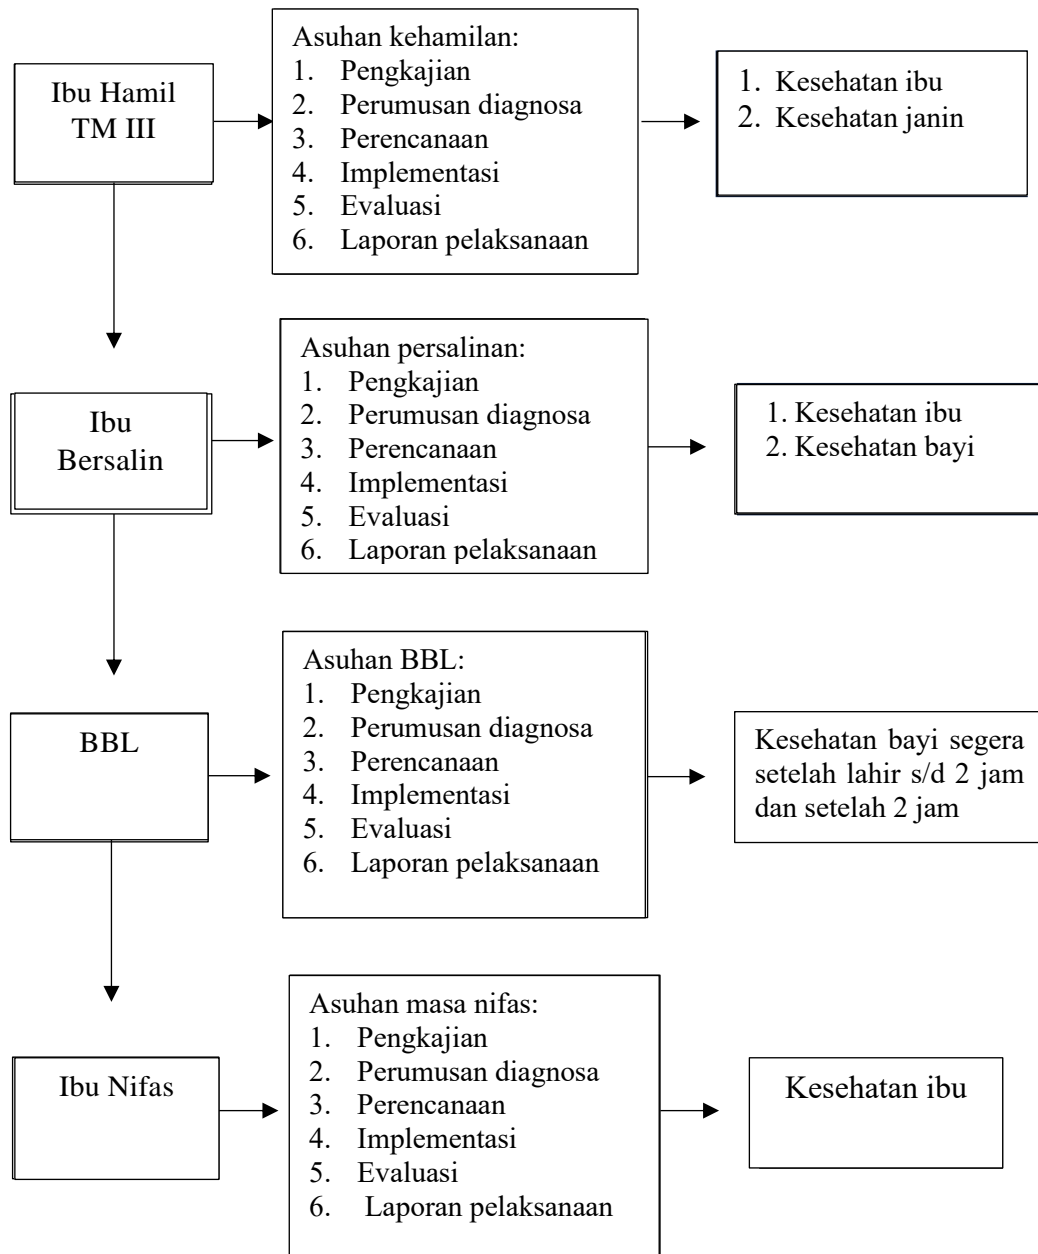 Ibu Hamil
TM III
Asuhan kehamilan:
1. Pengkajian
2. Perumusan diagnosa
3. Perencanaan
4. Implementasi
5. Evaluasi
6. Laporan pelaksanaan
1. Kesehatan ibu
2. Kesehatan janin
Ibu
Bersalin
Asuhan persalinan:
1. Pengkajian
2. Perumusan diagnosa
3. Perencanaan
4. Implementasi
5. Evaluasi
6. Laporan pelaksanaan
1. Kesehatan ibu
2. Kesehatan bayi
BBL
Asuhan BBL:
1. Pengkajian
2. Perumusan diagnosa
3. Perencanaan
4. Implementasi
5. Evaluasi
6. Laporan pelaksanaan
Kesehatan bayi segera
setelah lahir s/d 2 jam
dan setelah 2 jam
Ibu Nifas
Asuhan masa nifas:
1. Pengkajian
2. Perumusan diagnosa
3. Perencanaan
4. Implementasi
5. Evaluasi
6. Laporan pelaksanaan
Kesehatan ibu